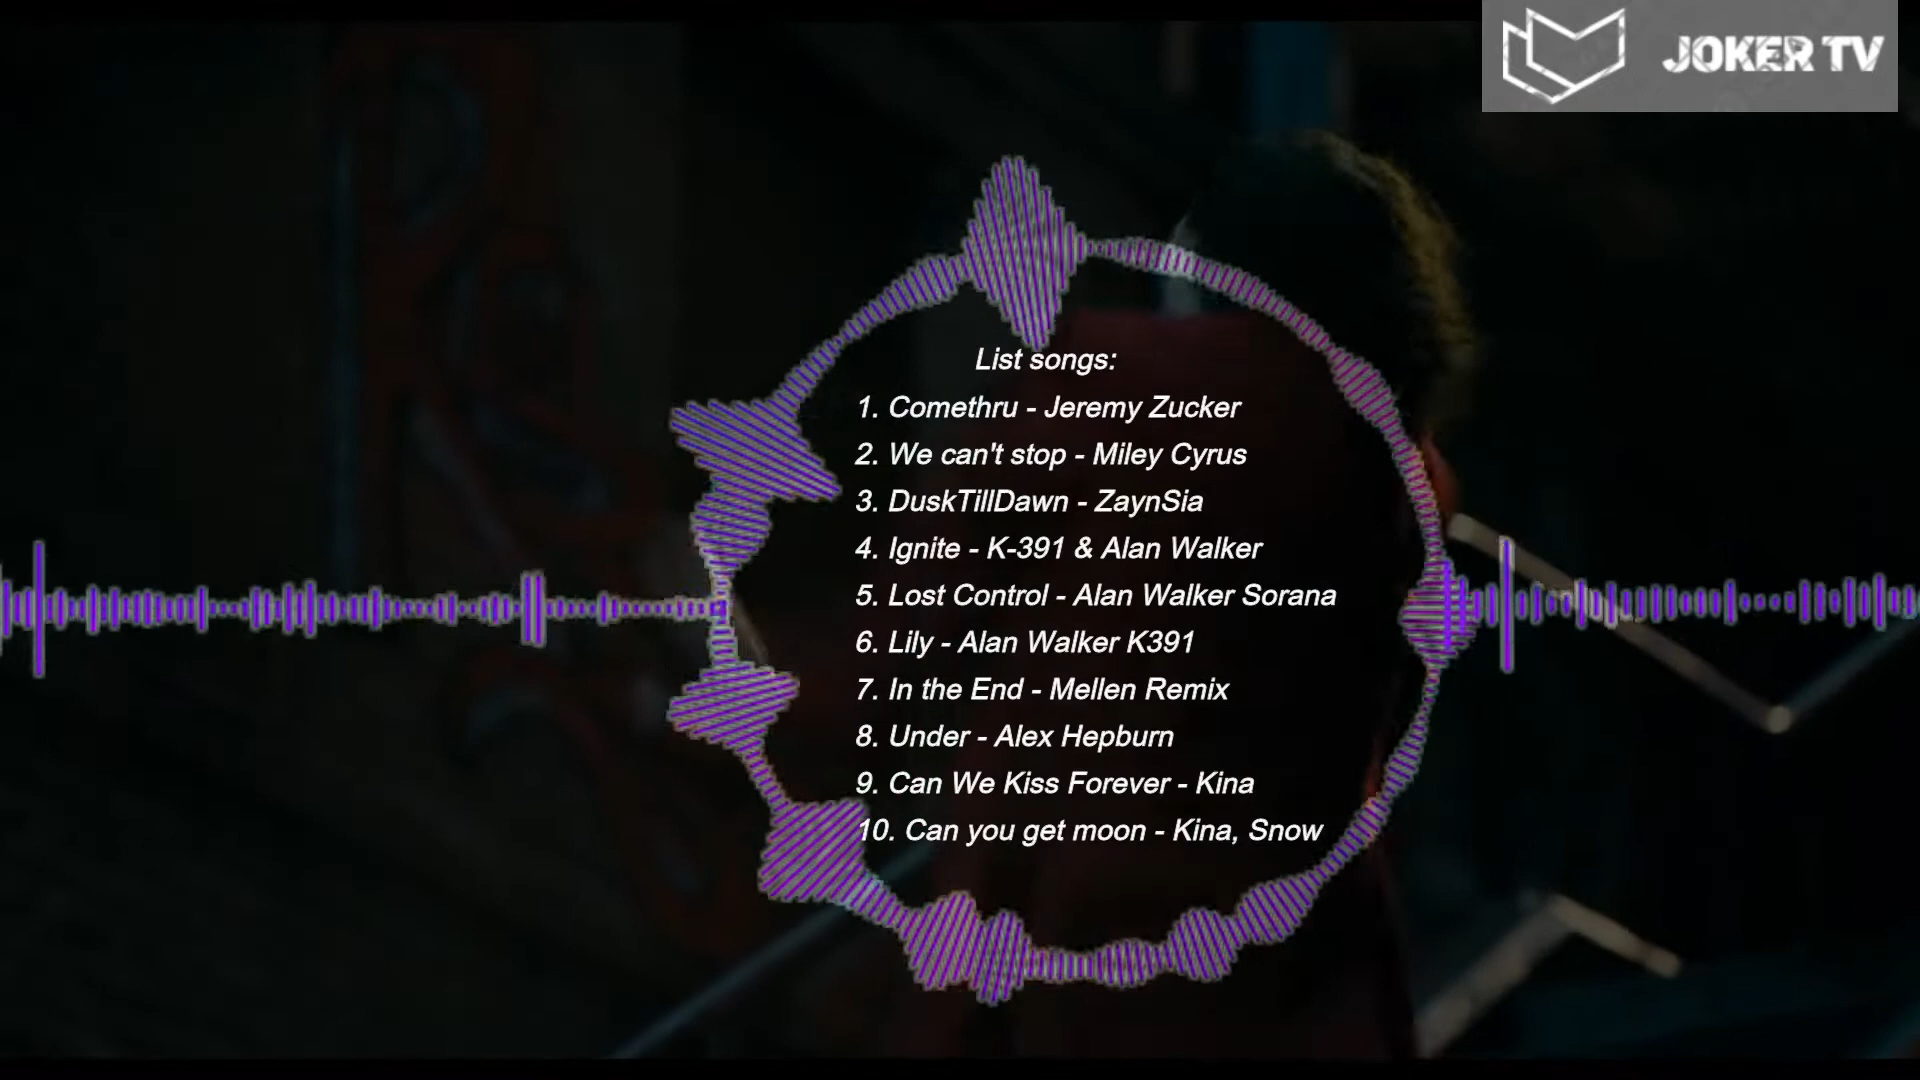 JOKER TV
List songs:
1. Comethru - Jeremy Zucker
2. We can't stop - Miley Cyrus
3. DuskTillDawn - ZaynSia
4. Ignite - K-391 & Alan Walker
5. Lost Control - Alan Walker Sorana
6. Lily - Alan Walker K391
7. In the End - Mellen Remix
8. Under - Alex Hepburn
9. Can We Kiss Forever - Kina
10. Can you get moon - Kina, Snow